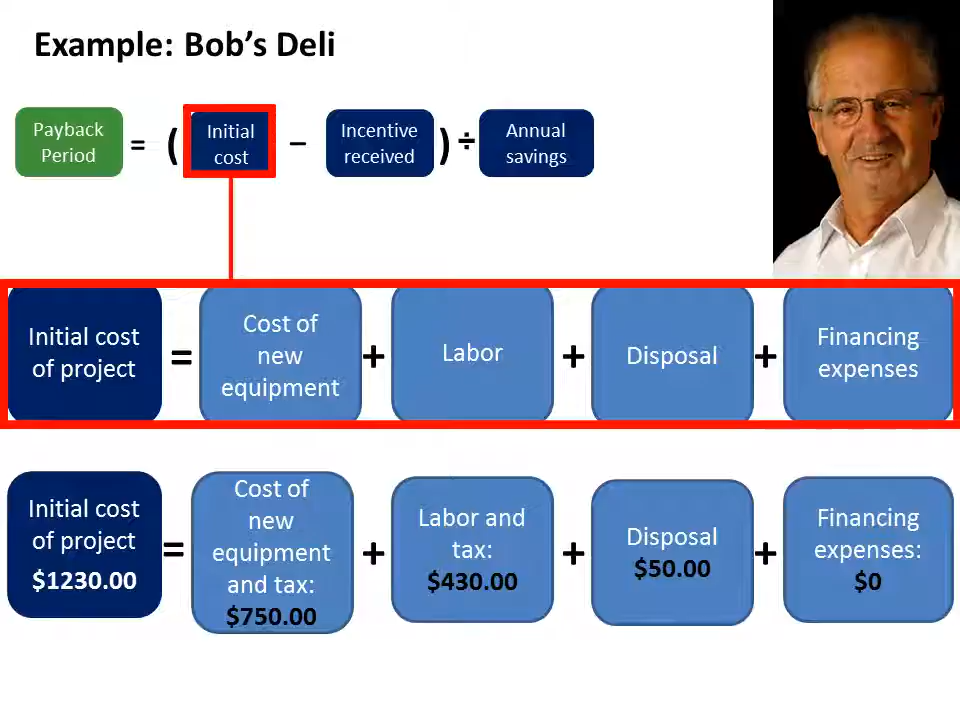 Example: Bob’s Deli
Payback
Period
=
(
Initial
cost
−
Incentive
received
)
÷
Annual
savings
Initial cost
of project
=
Cost of
new
equipment
+
Labor
+
Disposal
+
Financing
expenses
Initial cost
of project
$1230.00
=
Cost of
new
equipment
and tax:
$750.00
+
Labor and
tax:
$430.00
+
Disposal
$50.00
+
Financing
expenses:
$0